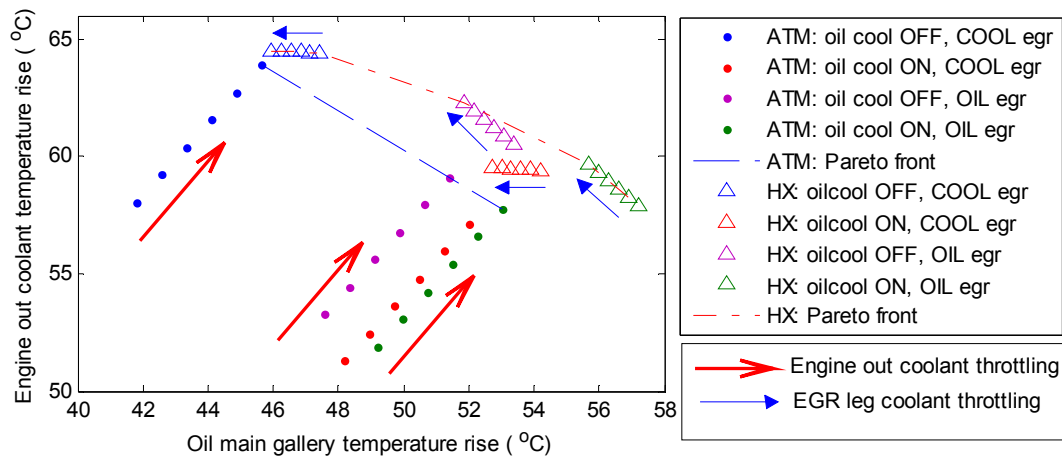 Engine out coolant temperature rise ( °C)
65
60
55
50
40 42 44 46 48 50 52 54 56 58
Oil main gallery temperature rise ( °C)
ATM: oil cool OFF, COOL egr
ATM: oil cool ON, COOL egr
ATM: oil cool OFF, OIL egr
ATM: oil cool ON, OIL egr
ATM: Pareto front
HX: oilcool OFF, COOL egr
HX: oilcool ON, COOL egr
HX: oilcool OFF, OIL egr
HX: oilcool ON, OIL egr
HX: Pareto front
Engine out coolant throttling
EGR leg coolant throttling